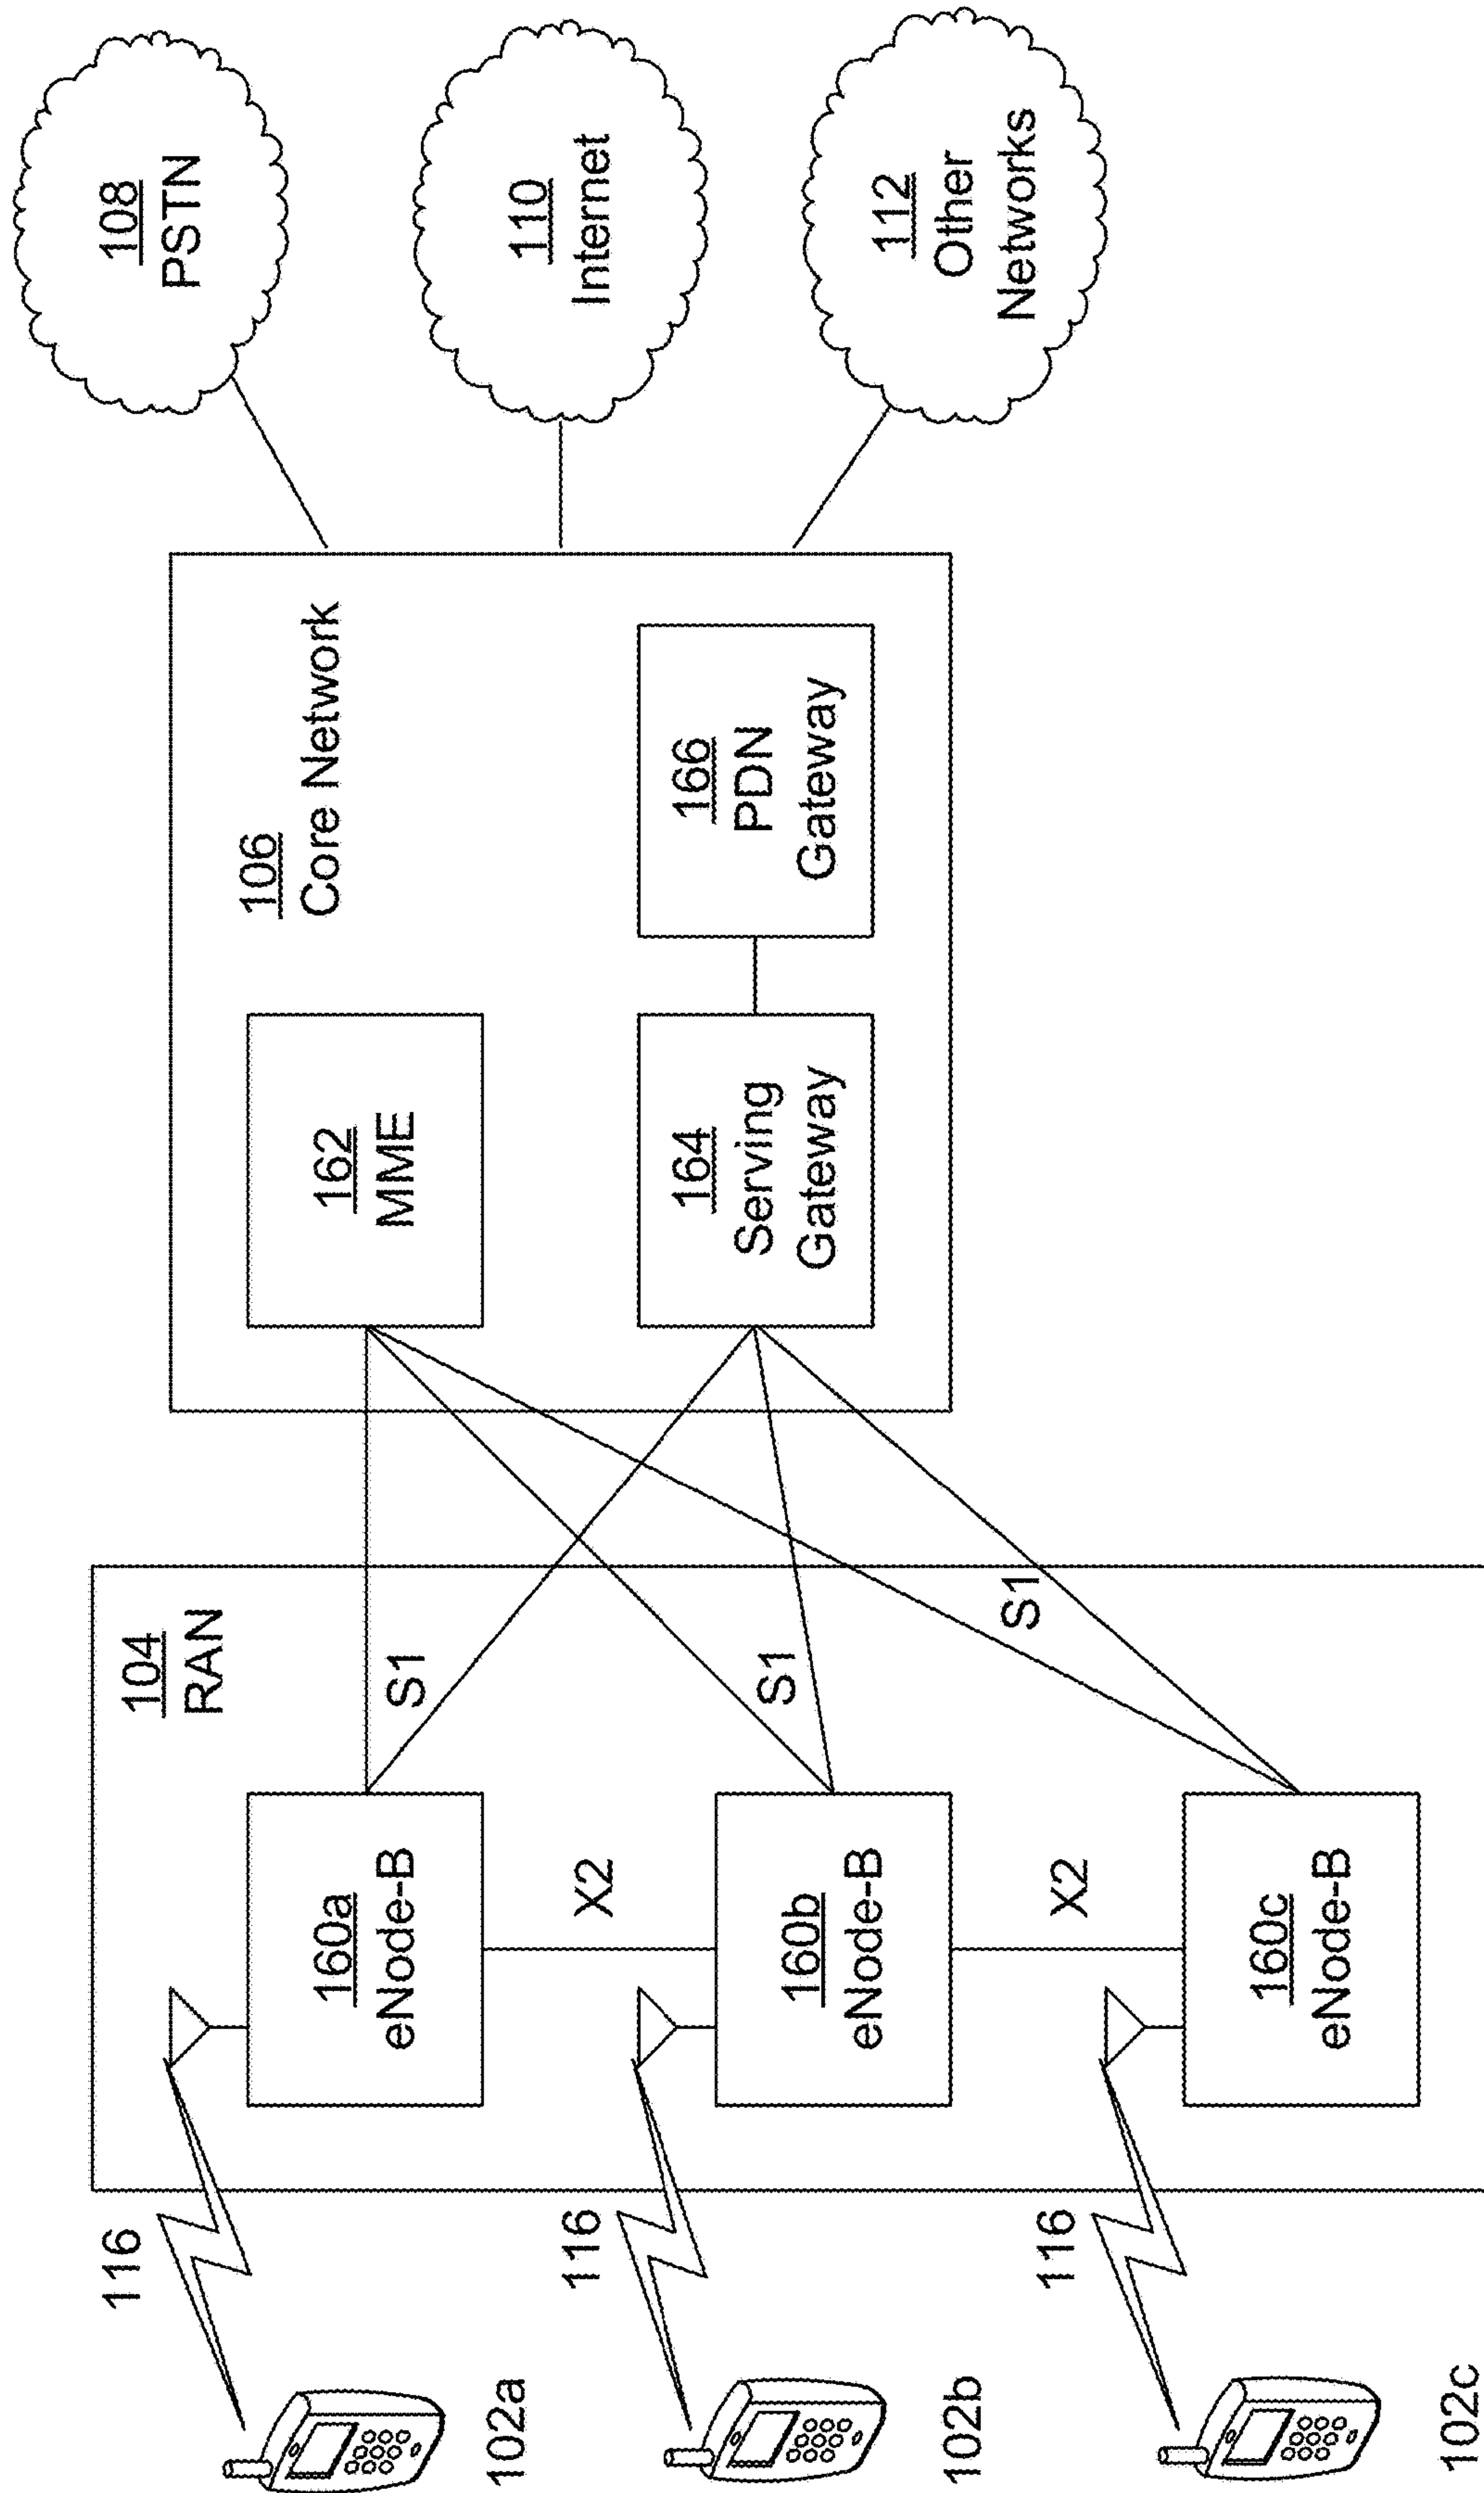 116
102a
116
102b
116
102c
104
RAN
160a
eNode-B
X2
160b
eNode-B
X2
160c
eNode-B
S1
S1
S1
106
Core Network
162
MME
164
Serving
Gateway
166
PDN
Gateway
108
PSTN
110
Internet
112
Other
Networks